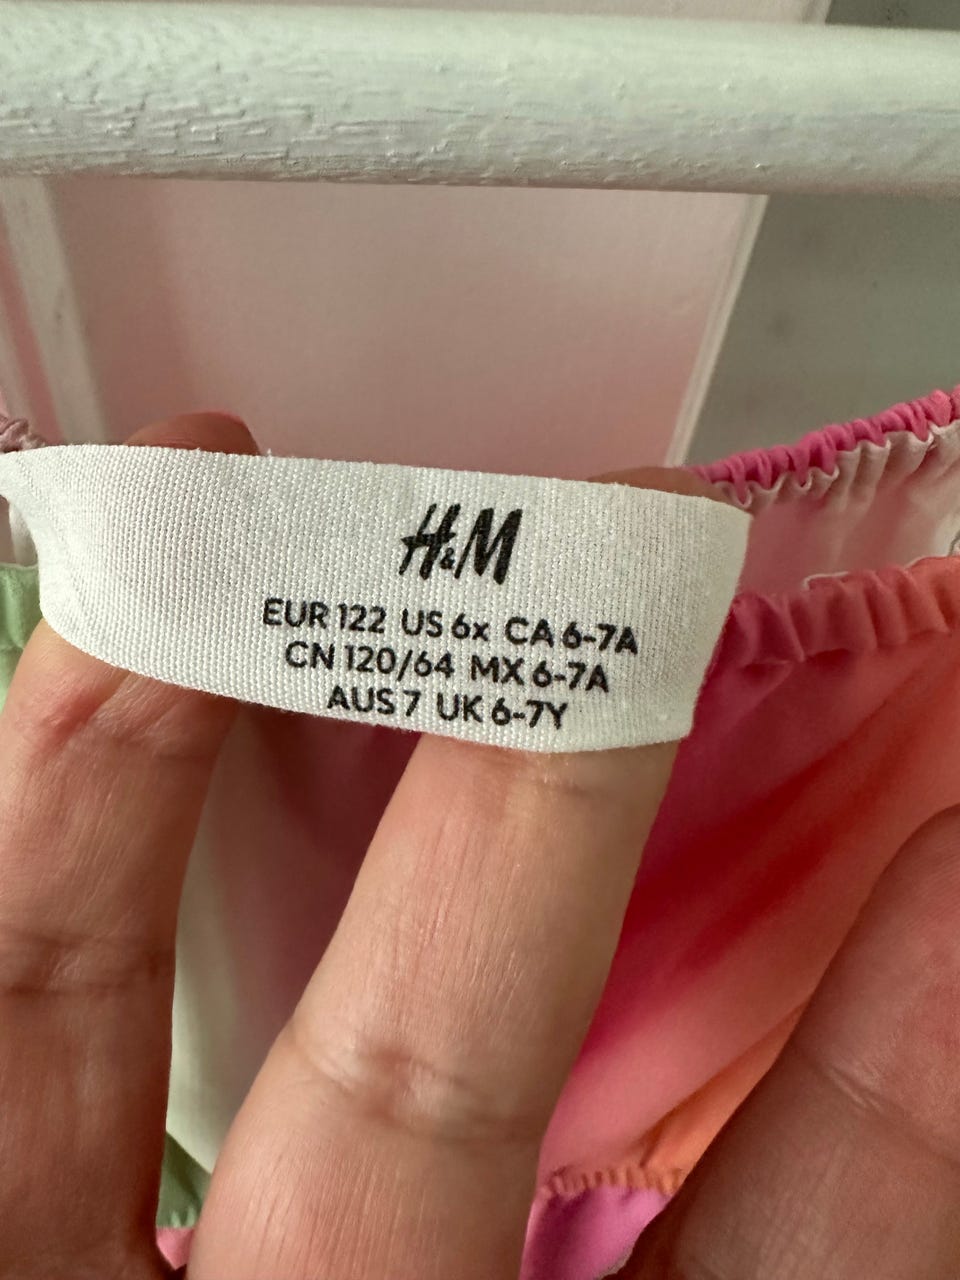 H&M
EUR 122 US 6x CA 6-7A
CN 120/64 MX 6-7A
AUS 7 UK 6-7Y